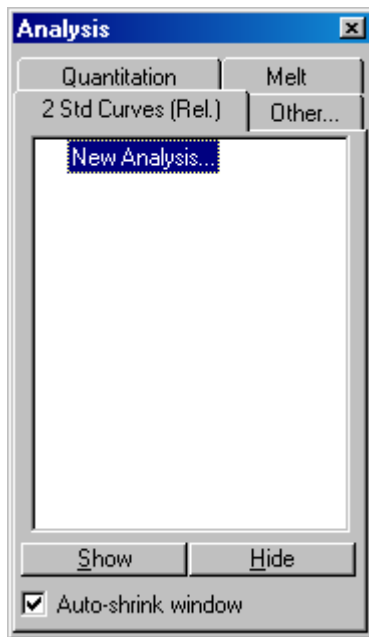 Analysis
Quantitation Melt
2 Std Curves (Rel.) Other...
New Analysis...
Show Hide
Auto-shrink window